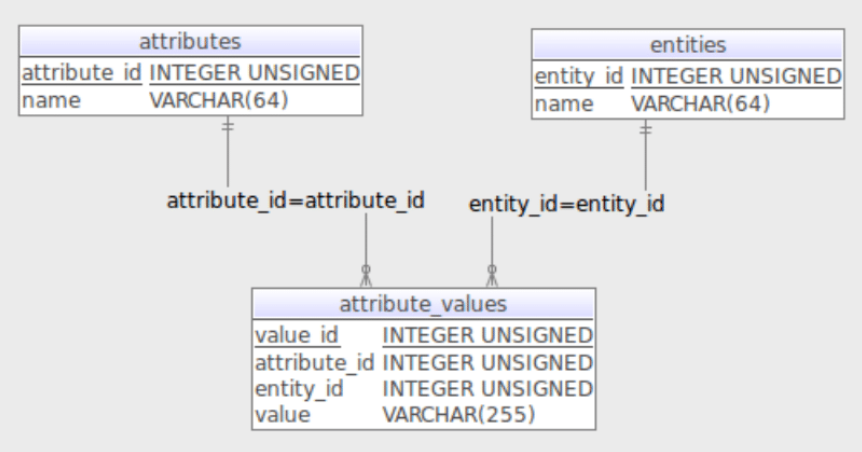 attributes
attribute_id INTEGER UNSIGNED
name VARCHAR(64)
entities
entity_id INTEGER UNSIGNED
name VARCHAR(64)
attribute_id=attribute_id
entity_id=entity_id
attribute_values
value_id INTEGER UNSIGNED
attribute_id INTEGER UNSIGNED
entity_id INTEGER UNSIGNED
value VARCHAR(255)